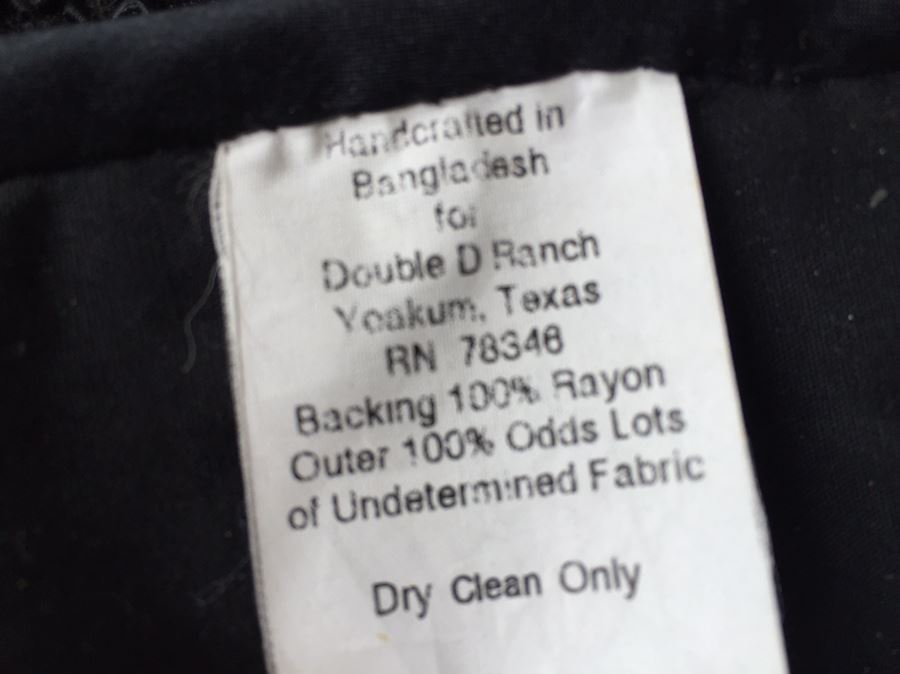 Handcrafted in
Bangladesh
for
Double D Ranch
Yoakum, Texas
RN 78346
Backing 100% Rayon
Outer 100% Odds Lots
of Undetermined Fabric
Dry Clean Only